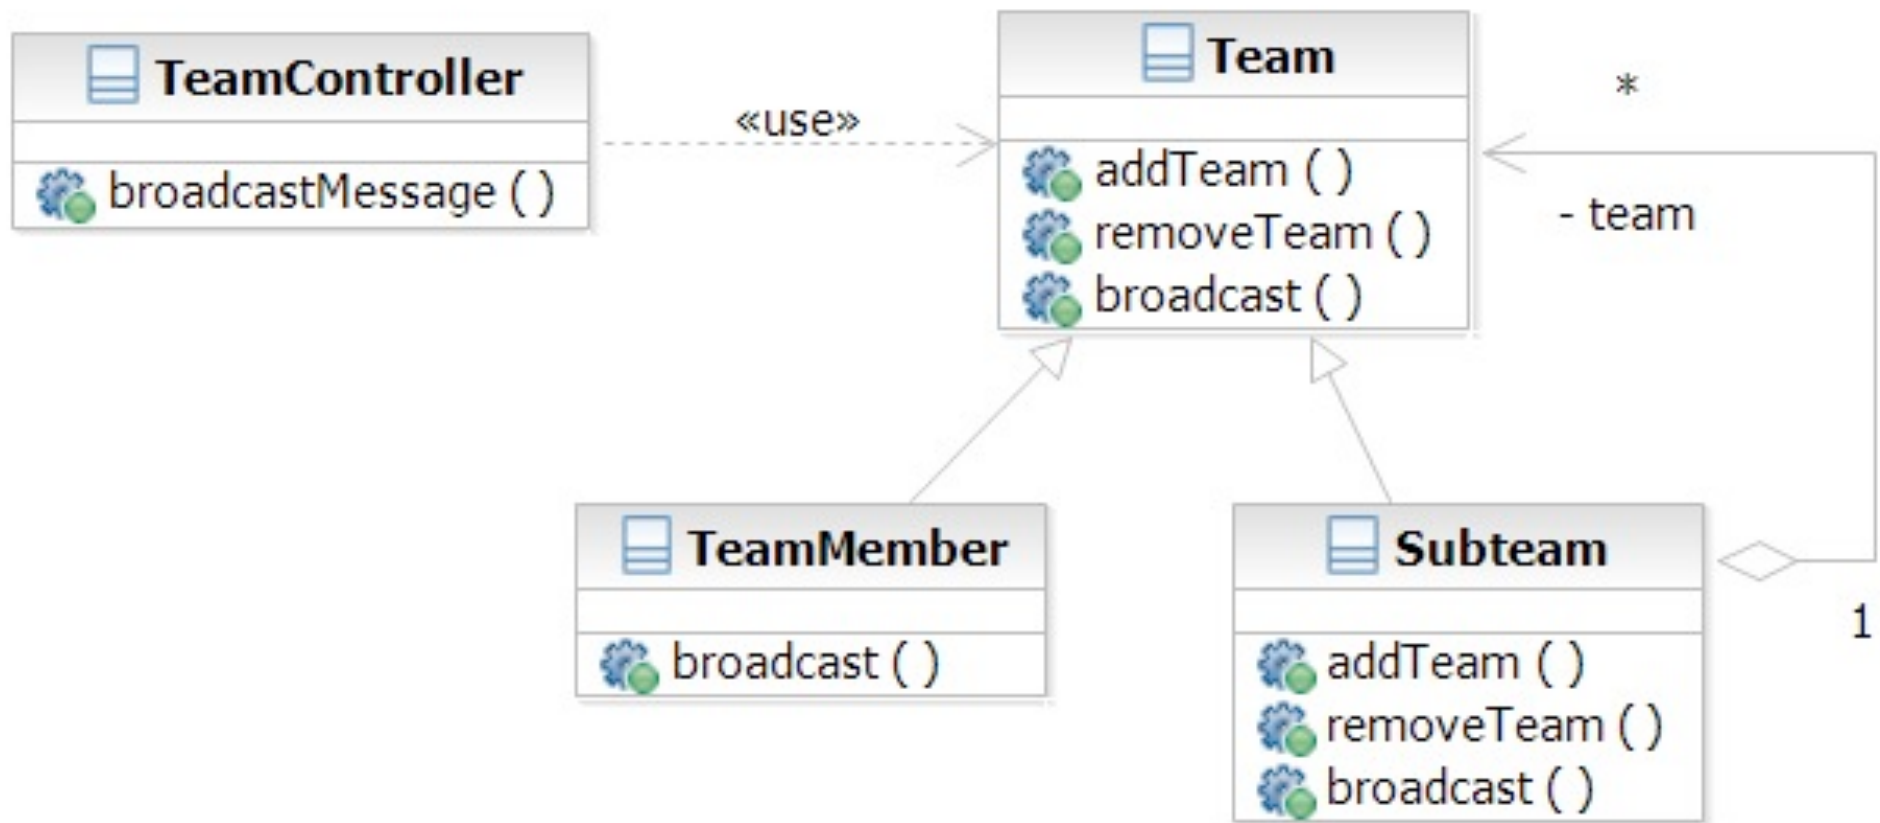 TeamController
broadcastMessage ( )
«use»
Team
addTeam ( )
removeTeam ( )
broadcast ( )
*
- team
TeamMember
broadcast ( )
Subteam
addTeam ( )
removeTeam ( )
broadcast ( )
1